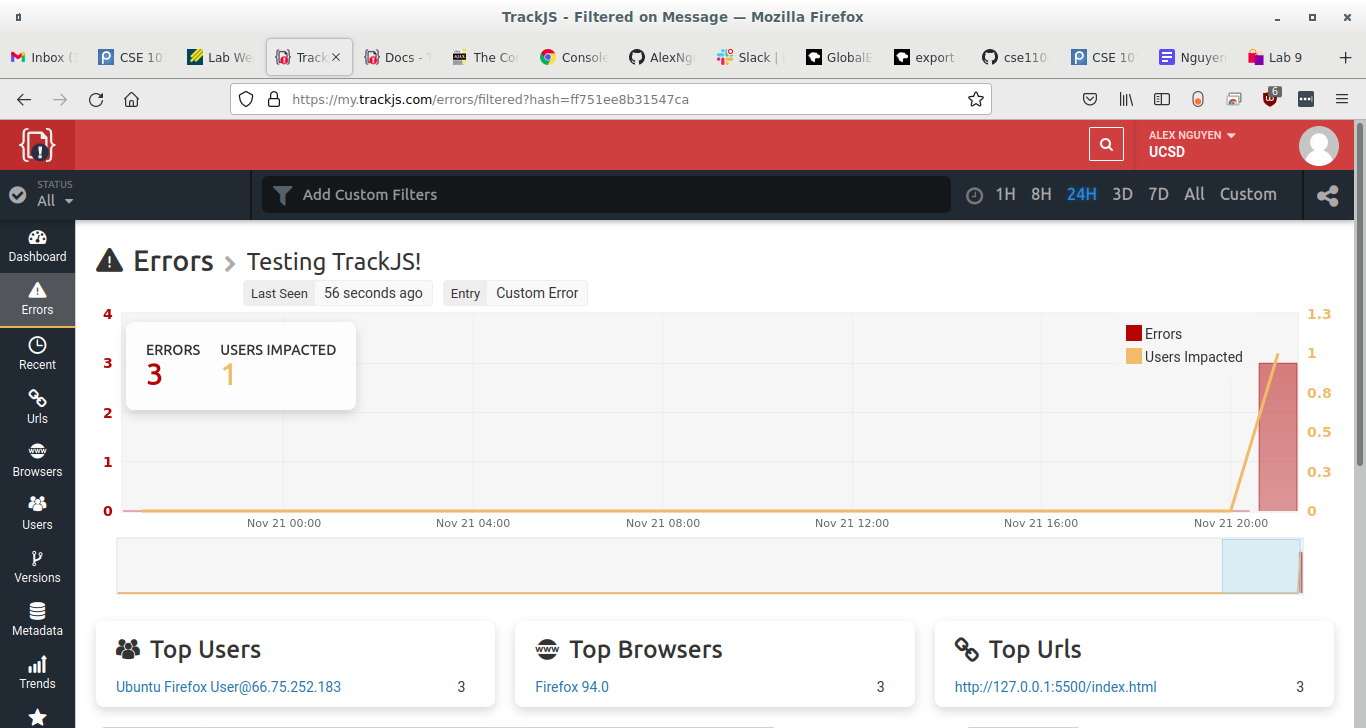 TrackJS - Filtered on Message — Mozilla Firefox
Inbox (
CSE 10
Lab We
Track
Docs - T
The Co
Console
AlexNg
Slack |
GlobalE
export
cse110
CSE 10
Nguyen
Lab 9
https://my.trackjs.com/errors/filtered?hash=ff751ee8b31547ca
6
ALEX NGUYEN
UCSD
STATUS
All
Add Custom Filters
1H 8H 24H 3D 7D All Custom
Dashboard
Errors
Recent
Urls
Browsers
Users
Versions
Metadata
Trends
Errors > Testing TrackJS!
Last Seen 56 seconds ago Entry Custom Error
ERRORS USERS IMPACTED
3 1
Errors
Users Impacted
4
3
2
1
0
1.3
1
0.8
0.5
0.3
0
Nov 21 00:00 Nov 21 04:00 Nov 21 08:00 Nov 21 12:00 Nov 21 16:00 Nov 21 20:00
Top Users
Ubuntu Firefox User@66.75.252.183 3
www Top Browsers
Firefox 94.0 3
Top Urls
http://127.0.0.1:5500/index.html 3